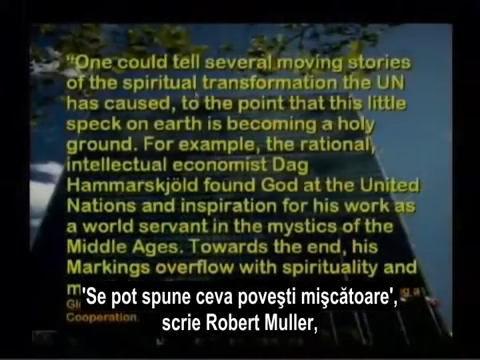 "One could tell several moving stories
of the spiritual transformation the UN
has caused, to the point that this little
speck on earth is becoming a holy
ground. For example, the rational,
intellectual economist Dag
Hammarskjöld found God at the United
Nations and inspiration for his work as
a world servant in the mystics of the
Middle Ages. Towards the end, his
Markings overflow with spirituality and
'Se pot spune ceva poveşti mişcătoare',
scrie Robert Muller,
Cooperation.